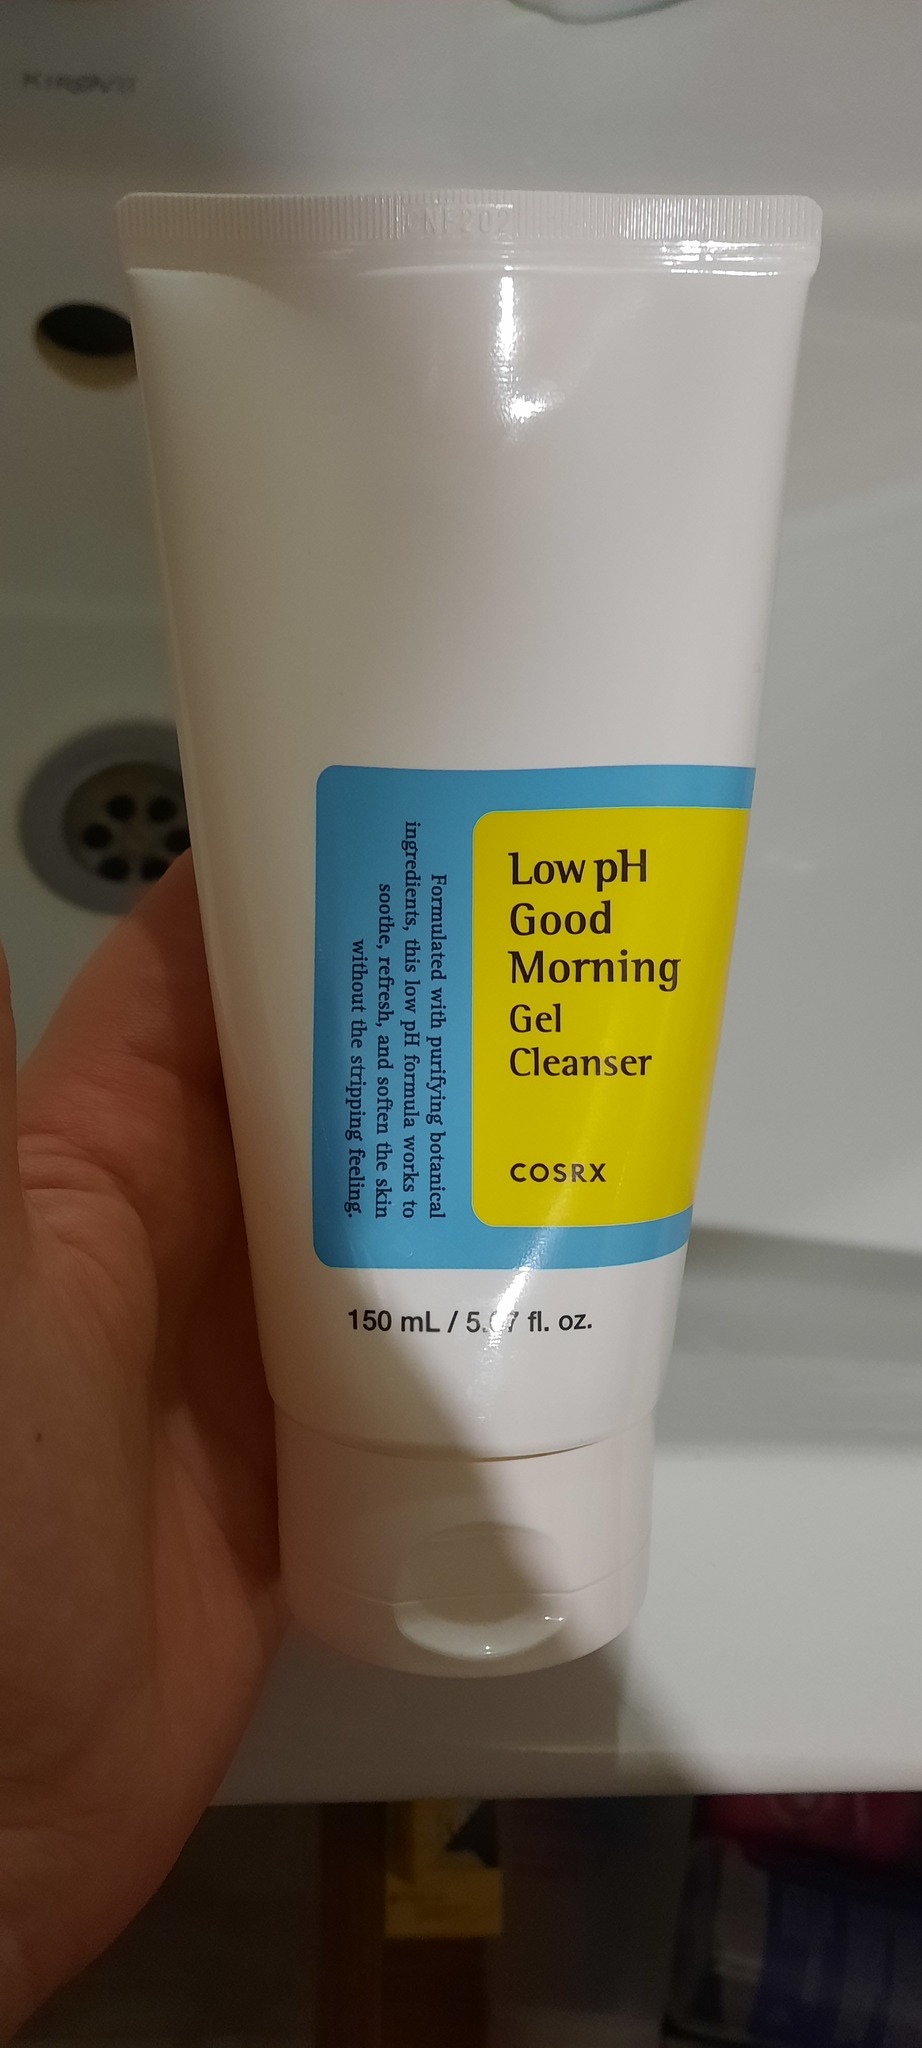 Low pH
Good
Morning
Gel
Cleanser
COSRX
Formulated with purifying botanical
ingredients, this low pH formula works to
soothe, refresh, and soften the skin
without the stripping feeling.
150 mL / fl. oz.